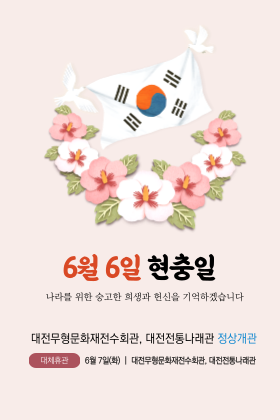 6월 6일 현충일
나라를 위한 숭고한 희생과 헌신을 기억하겠습니다
대전무형문화재전수회관, 대전전통나래관 정상개관
대체휴관 6월 7일(화) | 대전무형문화재전수회관, 대전전통나래관